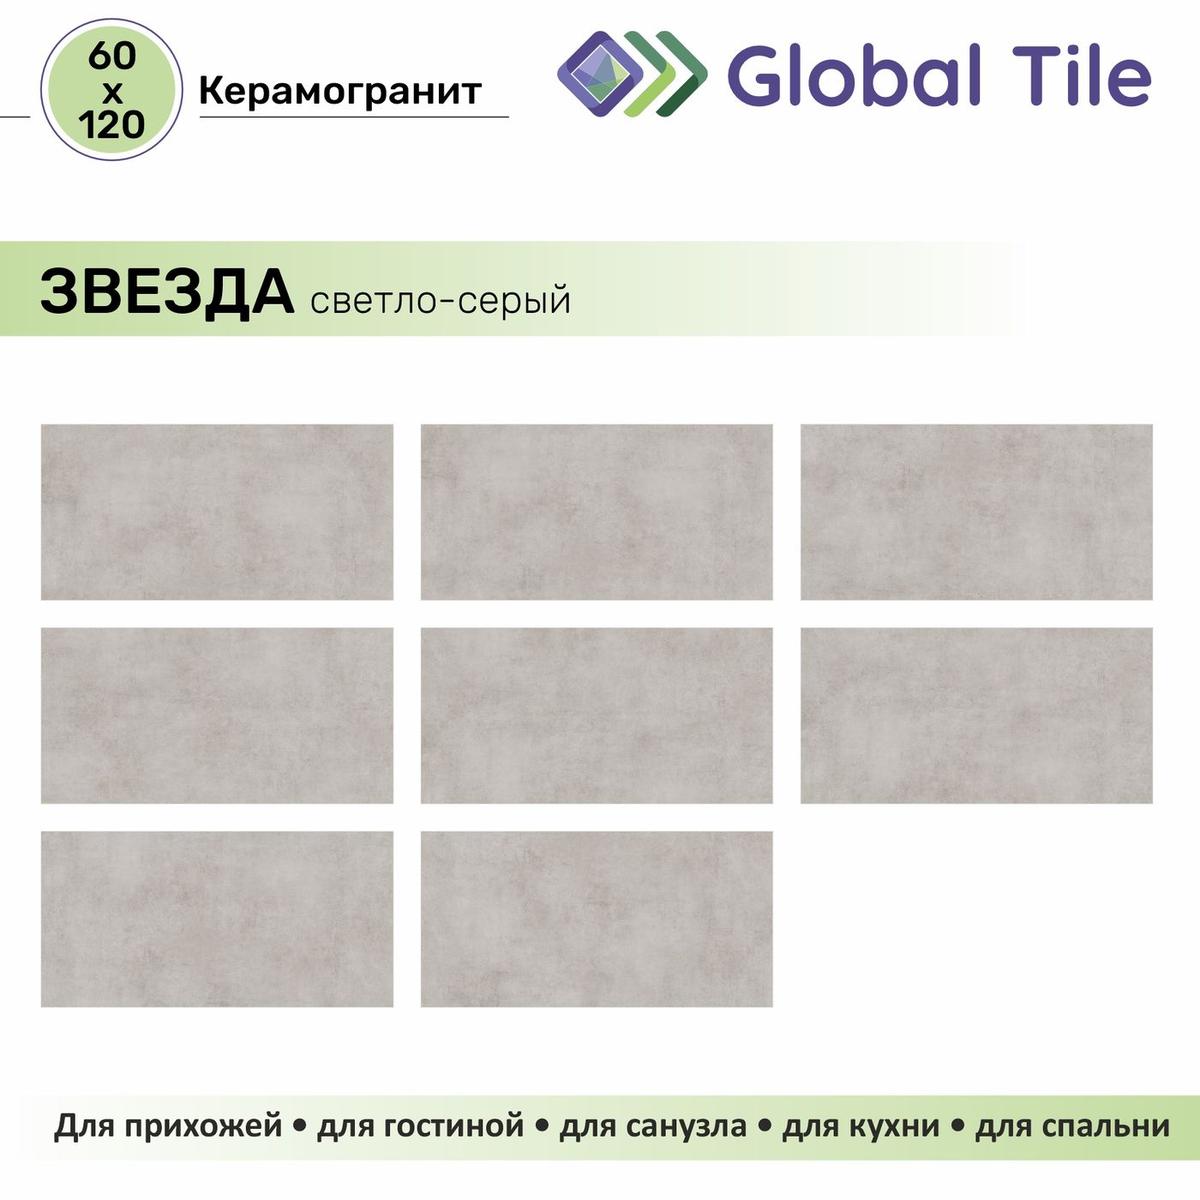 60
x
120
Керамогранит
Global Tile
ЗВЕЗДА светло-серый
Для прихожей • для гостиной • для санузла • для кухни • для спальни